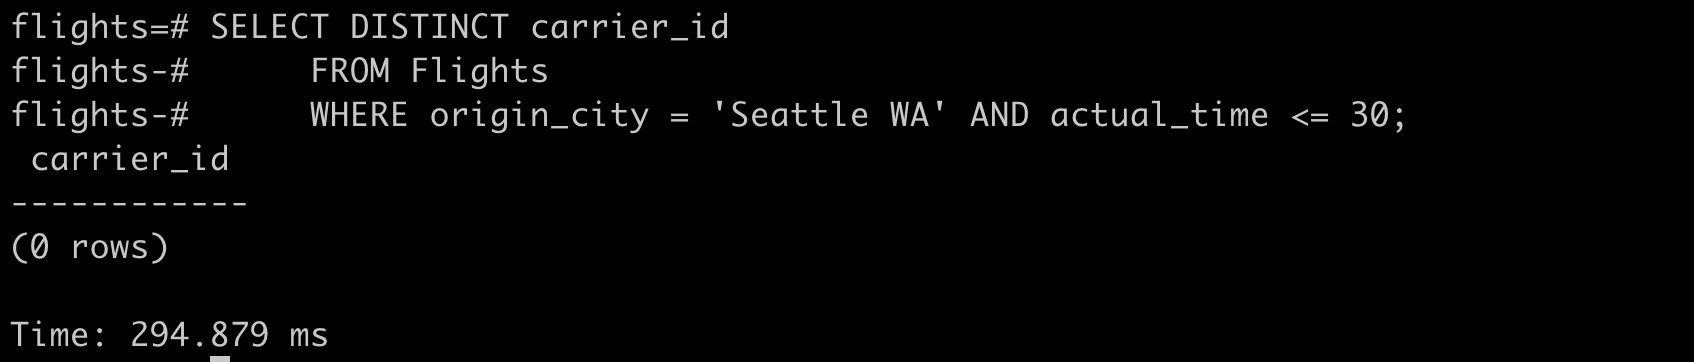 flights=# SELECT DISTINCT carrier_id
flights-#      FROM Flights
flights-#      WHERE origin_city = 'Seattle WA' AND actual_time <= 30;
 carrier_id
------------
(0 rows)

Time: 294.879 ms